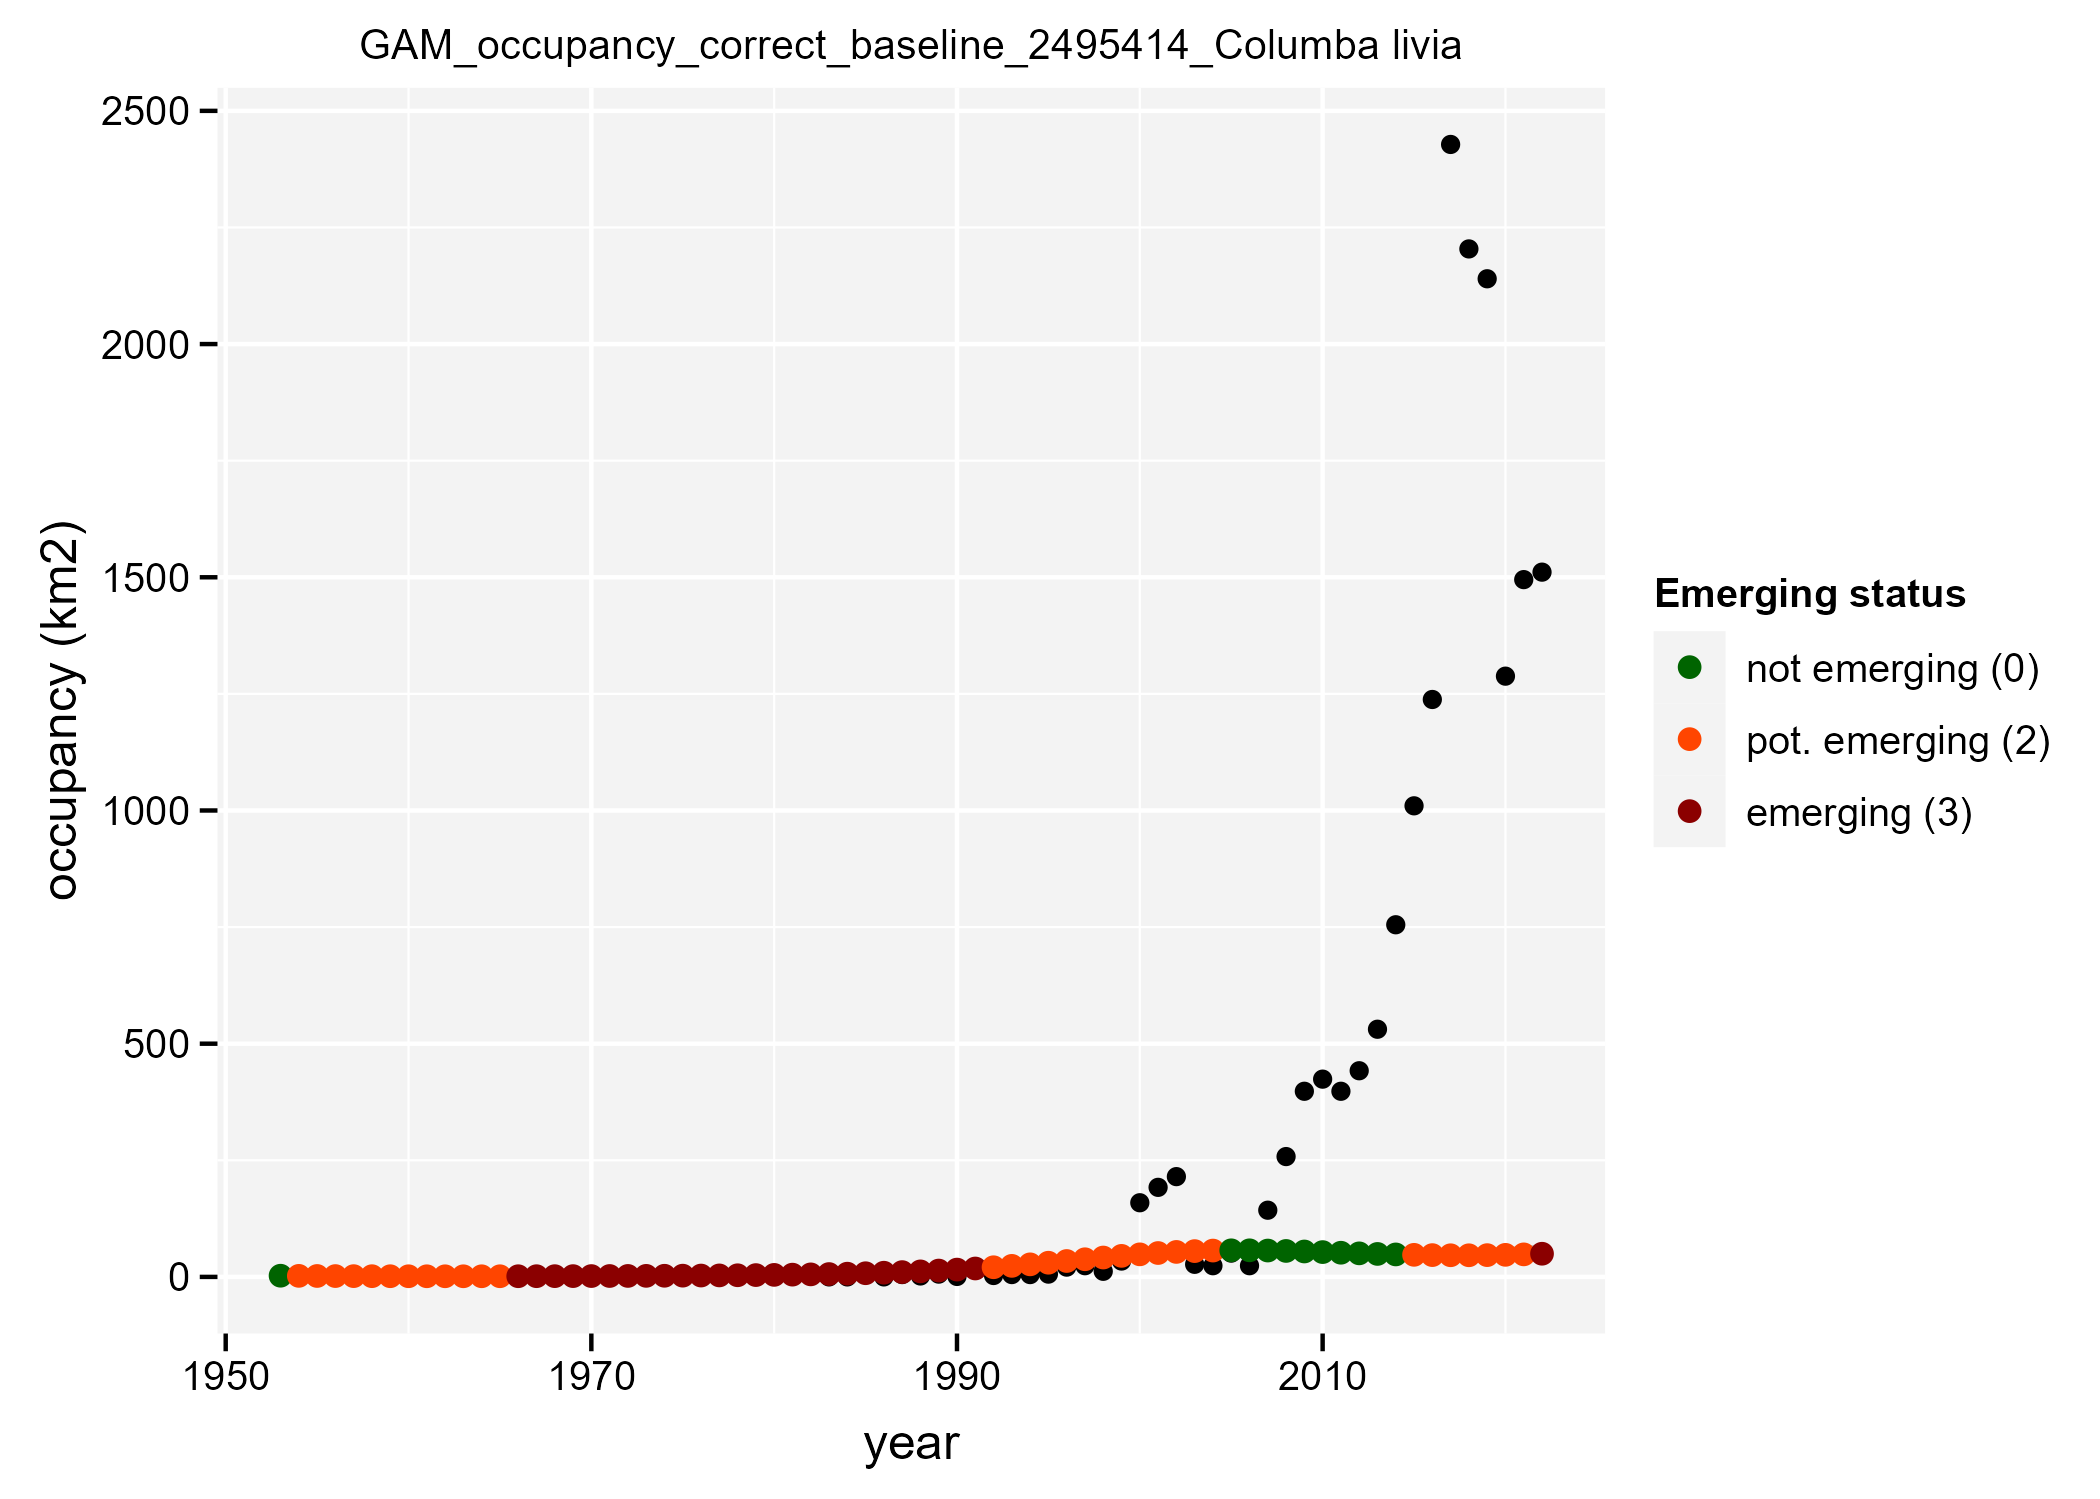 GAM_occupancy_correct_baseline_2495414_Columba livia
2500
2000
1500
1000
500
0
occupancy (km2)
1950
1970
1990
2010
year
Emerging status
not emerging (0)
pot. emerging (2)
emerging (3)